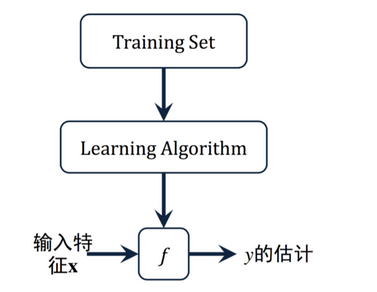 Training Set
Learning Algorithm
输入特
征x
f
y的估计